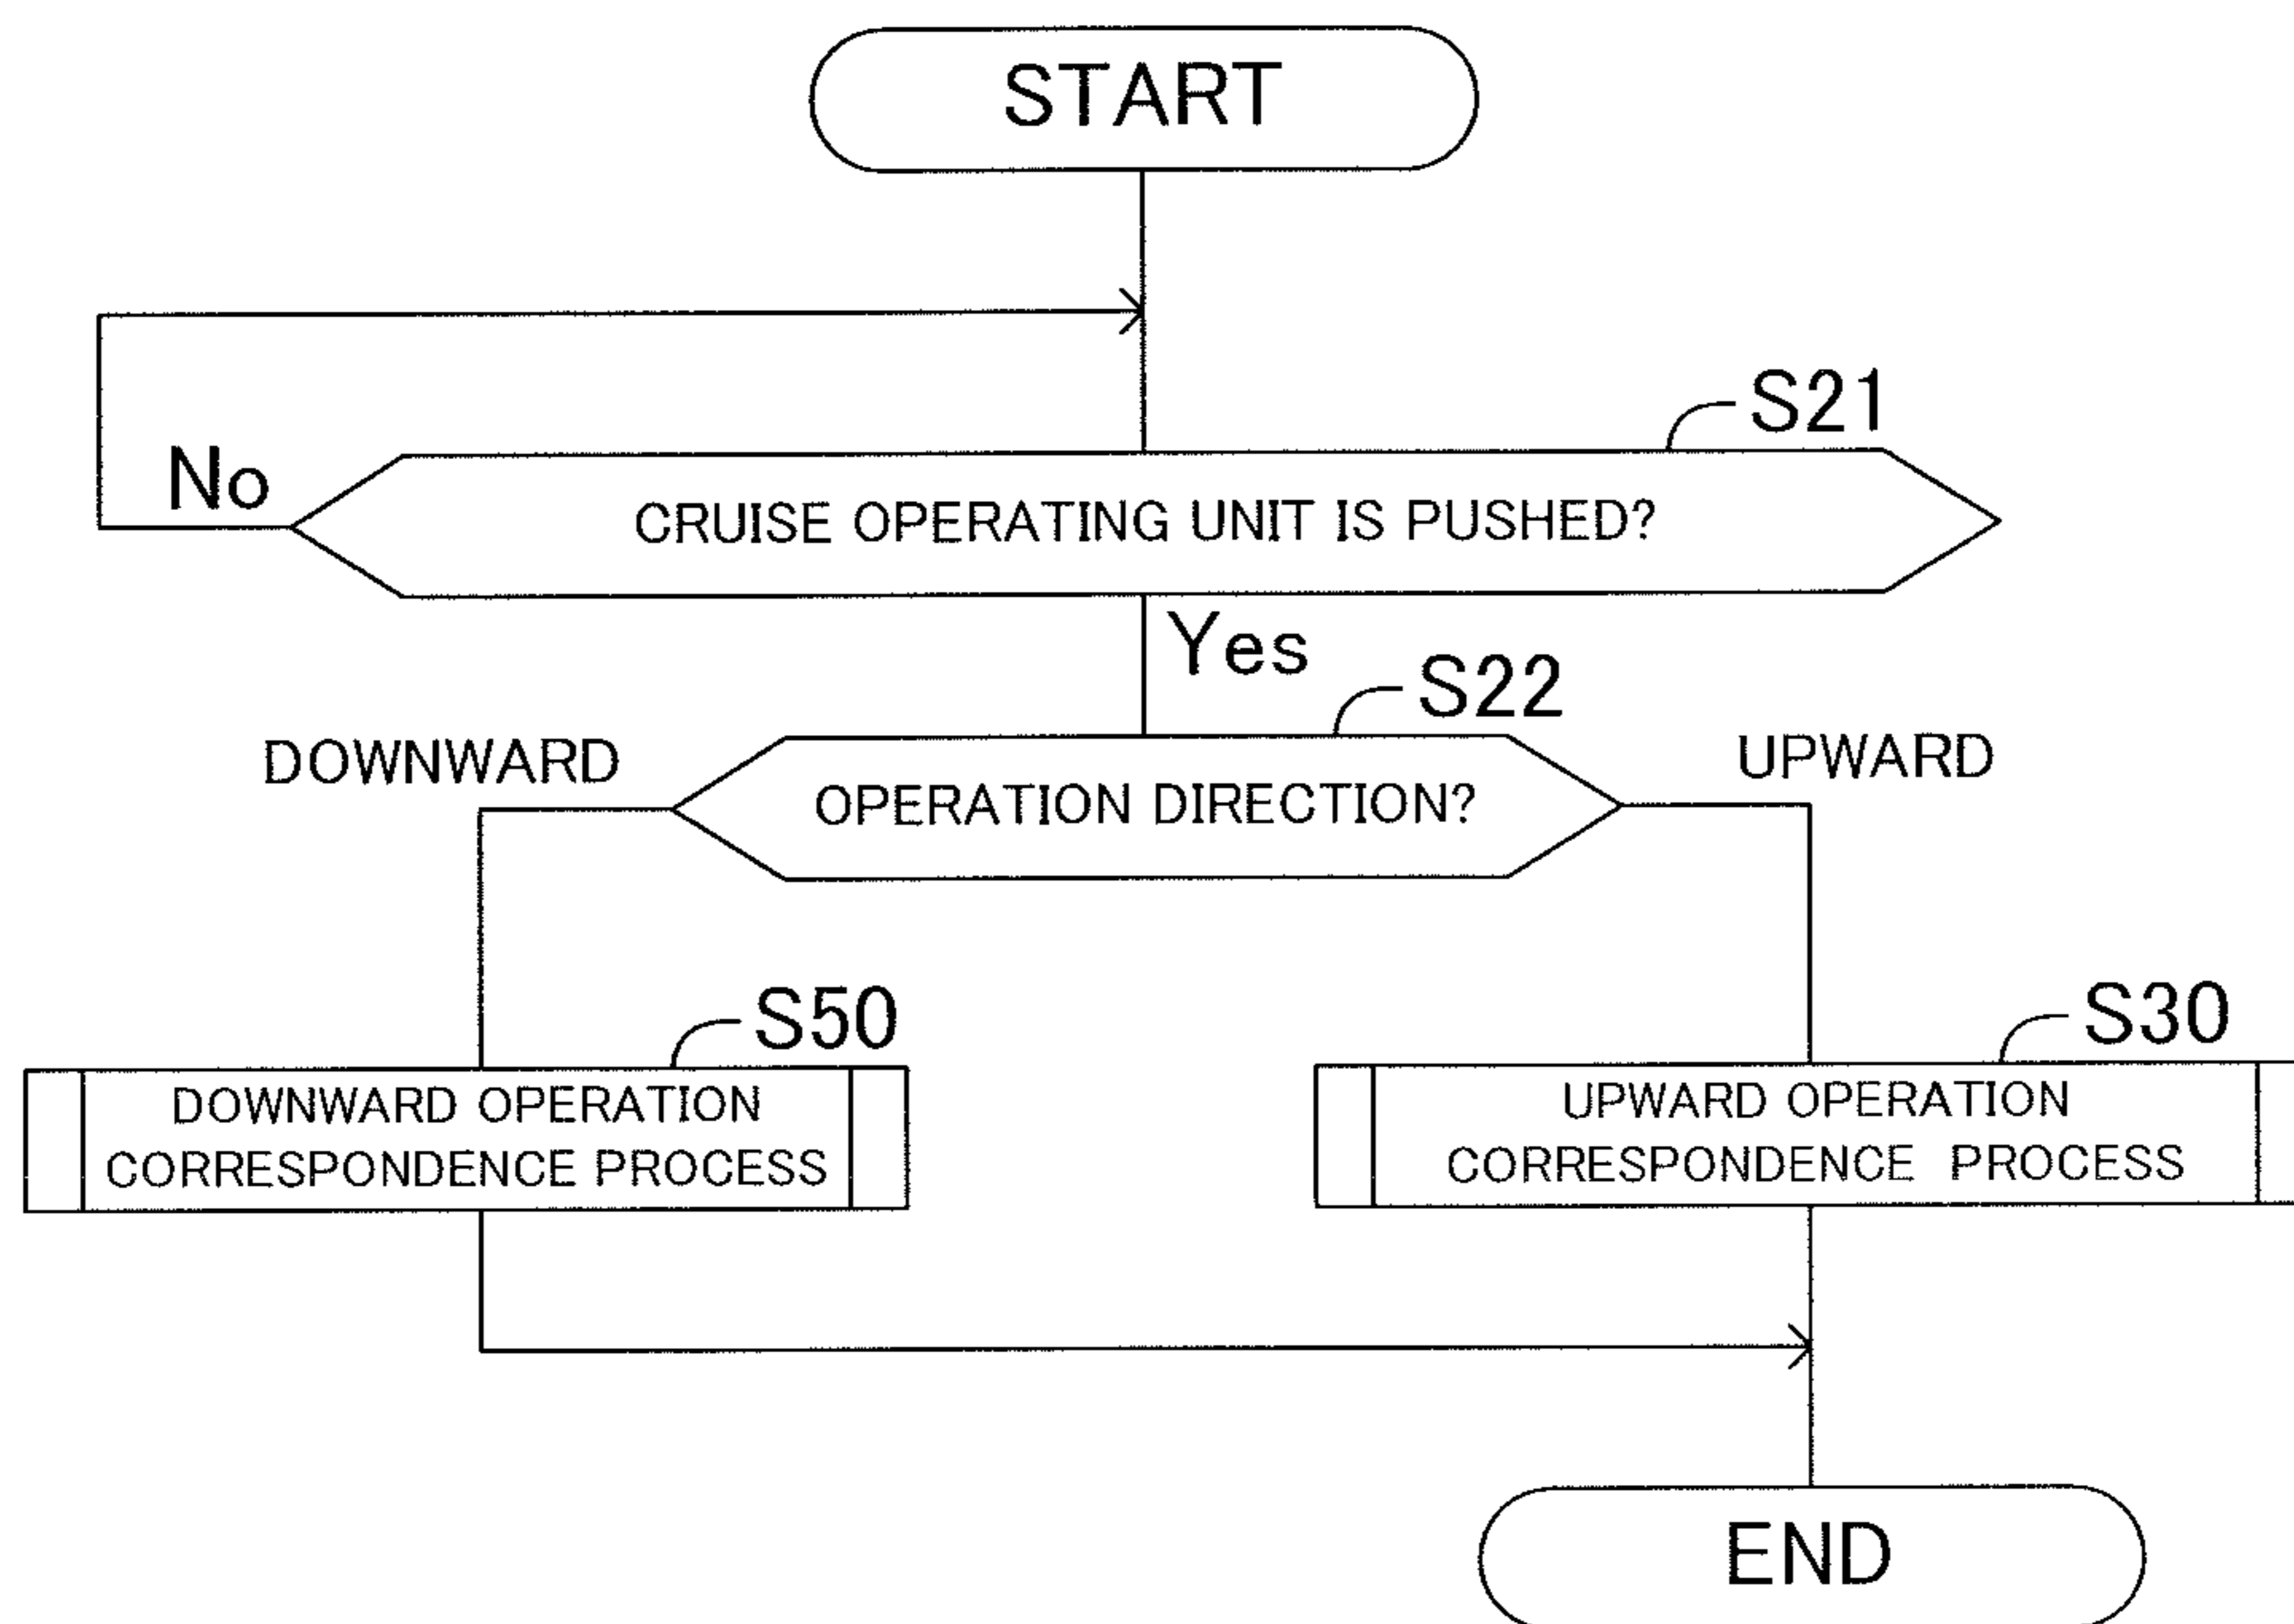 START
S21
No
CRUISE OPERATING UNIT IS PUSHED?
Yes
S22
DOWNWARD
UPWARD
OPERATION DIRECTION?
S50
S30
DOWNWARD OPERATION
CORRESPONDENCE PROCESS
UPWARD OPERATION
CORRESPONDENCE PROCESS
END